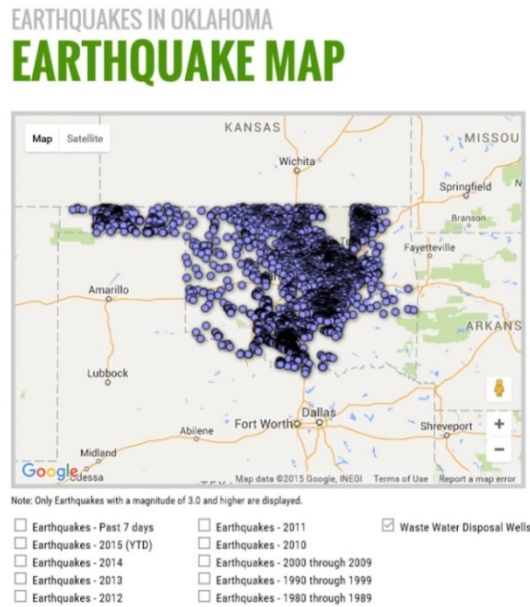 EARTHQUAKES IN OKLAHOMA
EARTHQUAKE MAP
Map Satellite
KANSAS
MISSOU
Wichita
Springfield
Branson
Fayetteville
Amarillo
ARKANS
Lubbock
Dallas
Fort Worth
Abilene
Shreveport
Midland
Google
Map data ©2015 Google, INEGI Terms of Use Report a map error
Note: Only Earthquakes with a magnitude of 3.0 and higher are displayed.
Earthquakes - Past 7 days
Earthquakes - 2015 (YTD)
Earthquakes - 2014
Earthquakes - 2013
Earthquakes - 2012
Earthquakes - 2011
Earthquakes - 2010
Earthquakes - 2000 through 2009
Earthquakes - 1990 through 1999
Earthquakes - 1980 through 1989
Waste Water Disposal Wells